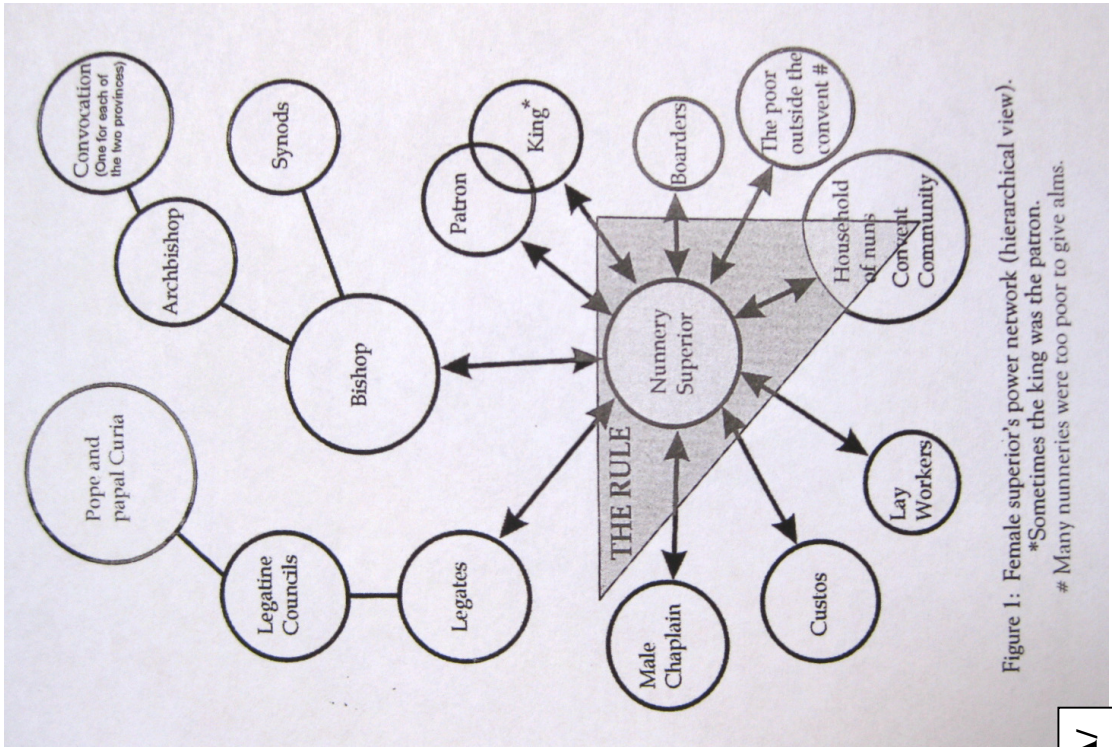 Pope and
papal Curia
Convocation
(One for each of
the two provinces)
Archbishop
Synods
Legatine
Councils
Bishop
Legates
Patron
King*
THE RULE
Nunnery
Superior
Boarders
The poor
outside the
convent #
Male
Chaplain
Custos
Lay
Workers
Household
of nuns
Convent
Community
Figure 1: Female superior's power network (hierarchical view).
*Sometimes the king was the patron.
# Many nunneries were too poor to give alms.